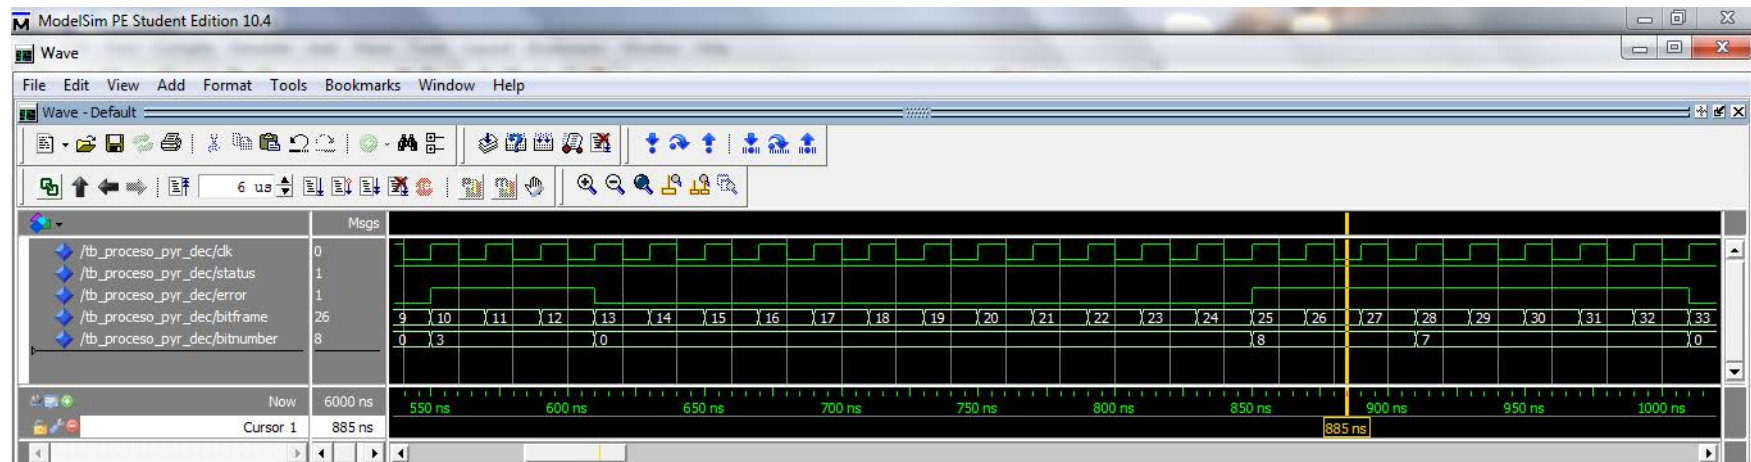 ModelSim PE Student Edition 10.4
Wave
File Edit View Add Format Tools Bookmarks Window Help
Wave - Default
6 us
Msgs
/tb_proceso_pyr_dec/clk 0
/tb_proceso_pyr_dec/status 1
/tb_proceso_pyr_dec/error 1
/tb_proceso_pyr_dec/bitframe 26 9 10 11 12 13 14 15 16 17 18 19 20 21 22 23 24 25 26 27 28 29 30 31 32 33
/tb_proceso_pyr_dec/bitnumber 8 0 3 0 8 7 0
Now 6000 ns 550 ns 600 ns 650 ns 700 ns 750 ns 800 ns 850 ns 900 ns 950 ns 1000 ns
Cursor 1 885 ns 885 ns